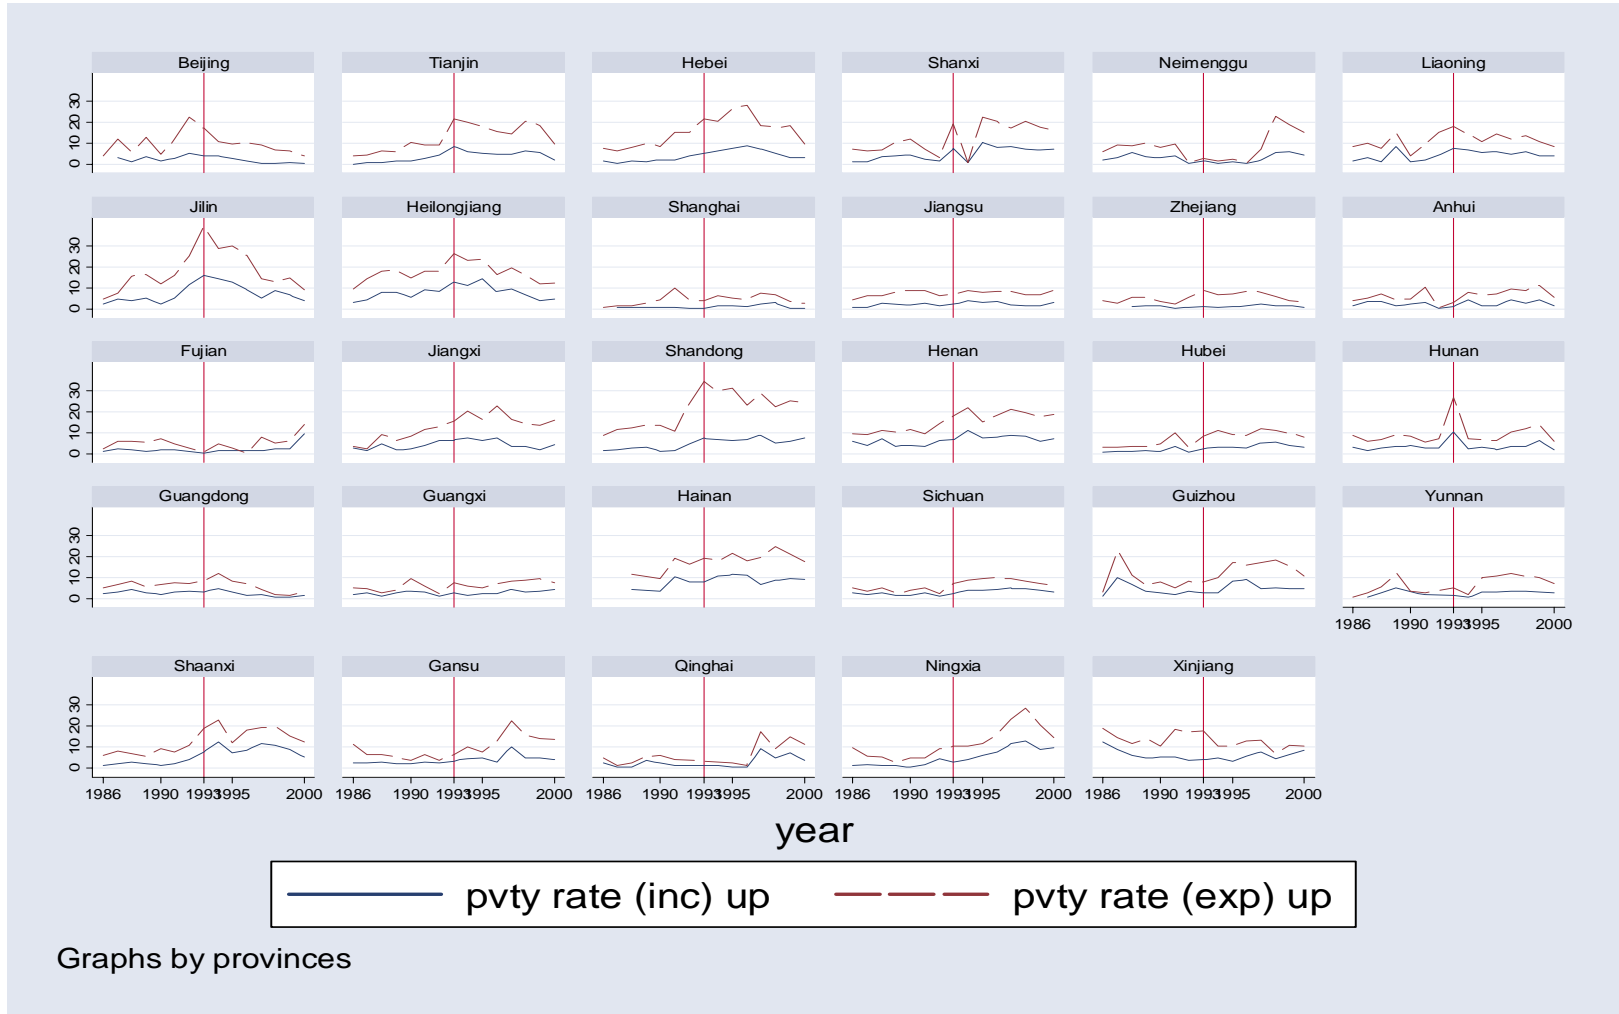 Beijing Tianjin Hebei Shanxi Neimenggu Liaoning
0 10 20 30
Jilin Heilongjiang Shanghai Jiangsu Zhejiang Anhui
0 10 20 30
Fujian Jiangxi Shandong Henan Hubei Hunan
0 10 20 30
Guangdong Guangxi Hainan Sichuan Guizhou Yunnan
0 10 20 30
1986 1990 1993 1995 2000
Shaanxi Gansu Qinghai Ningxia Xinjiang
0 10 20 30
1986 1990 1993 1995 2000 1986 1990 1993 1995 2000 1986 1990 1993 1995 2000 1986 1990 1993 1995 2000 1986 1990 1993 1995 2000
year
pvty rate (inc) up pvty rate (exp) up
Graphs by provinces